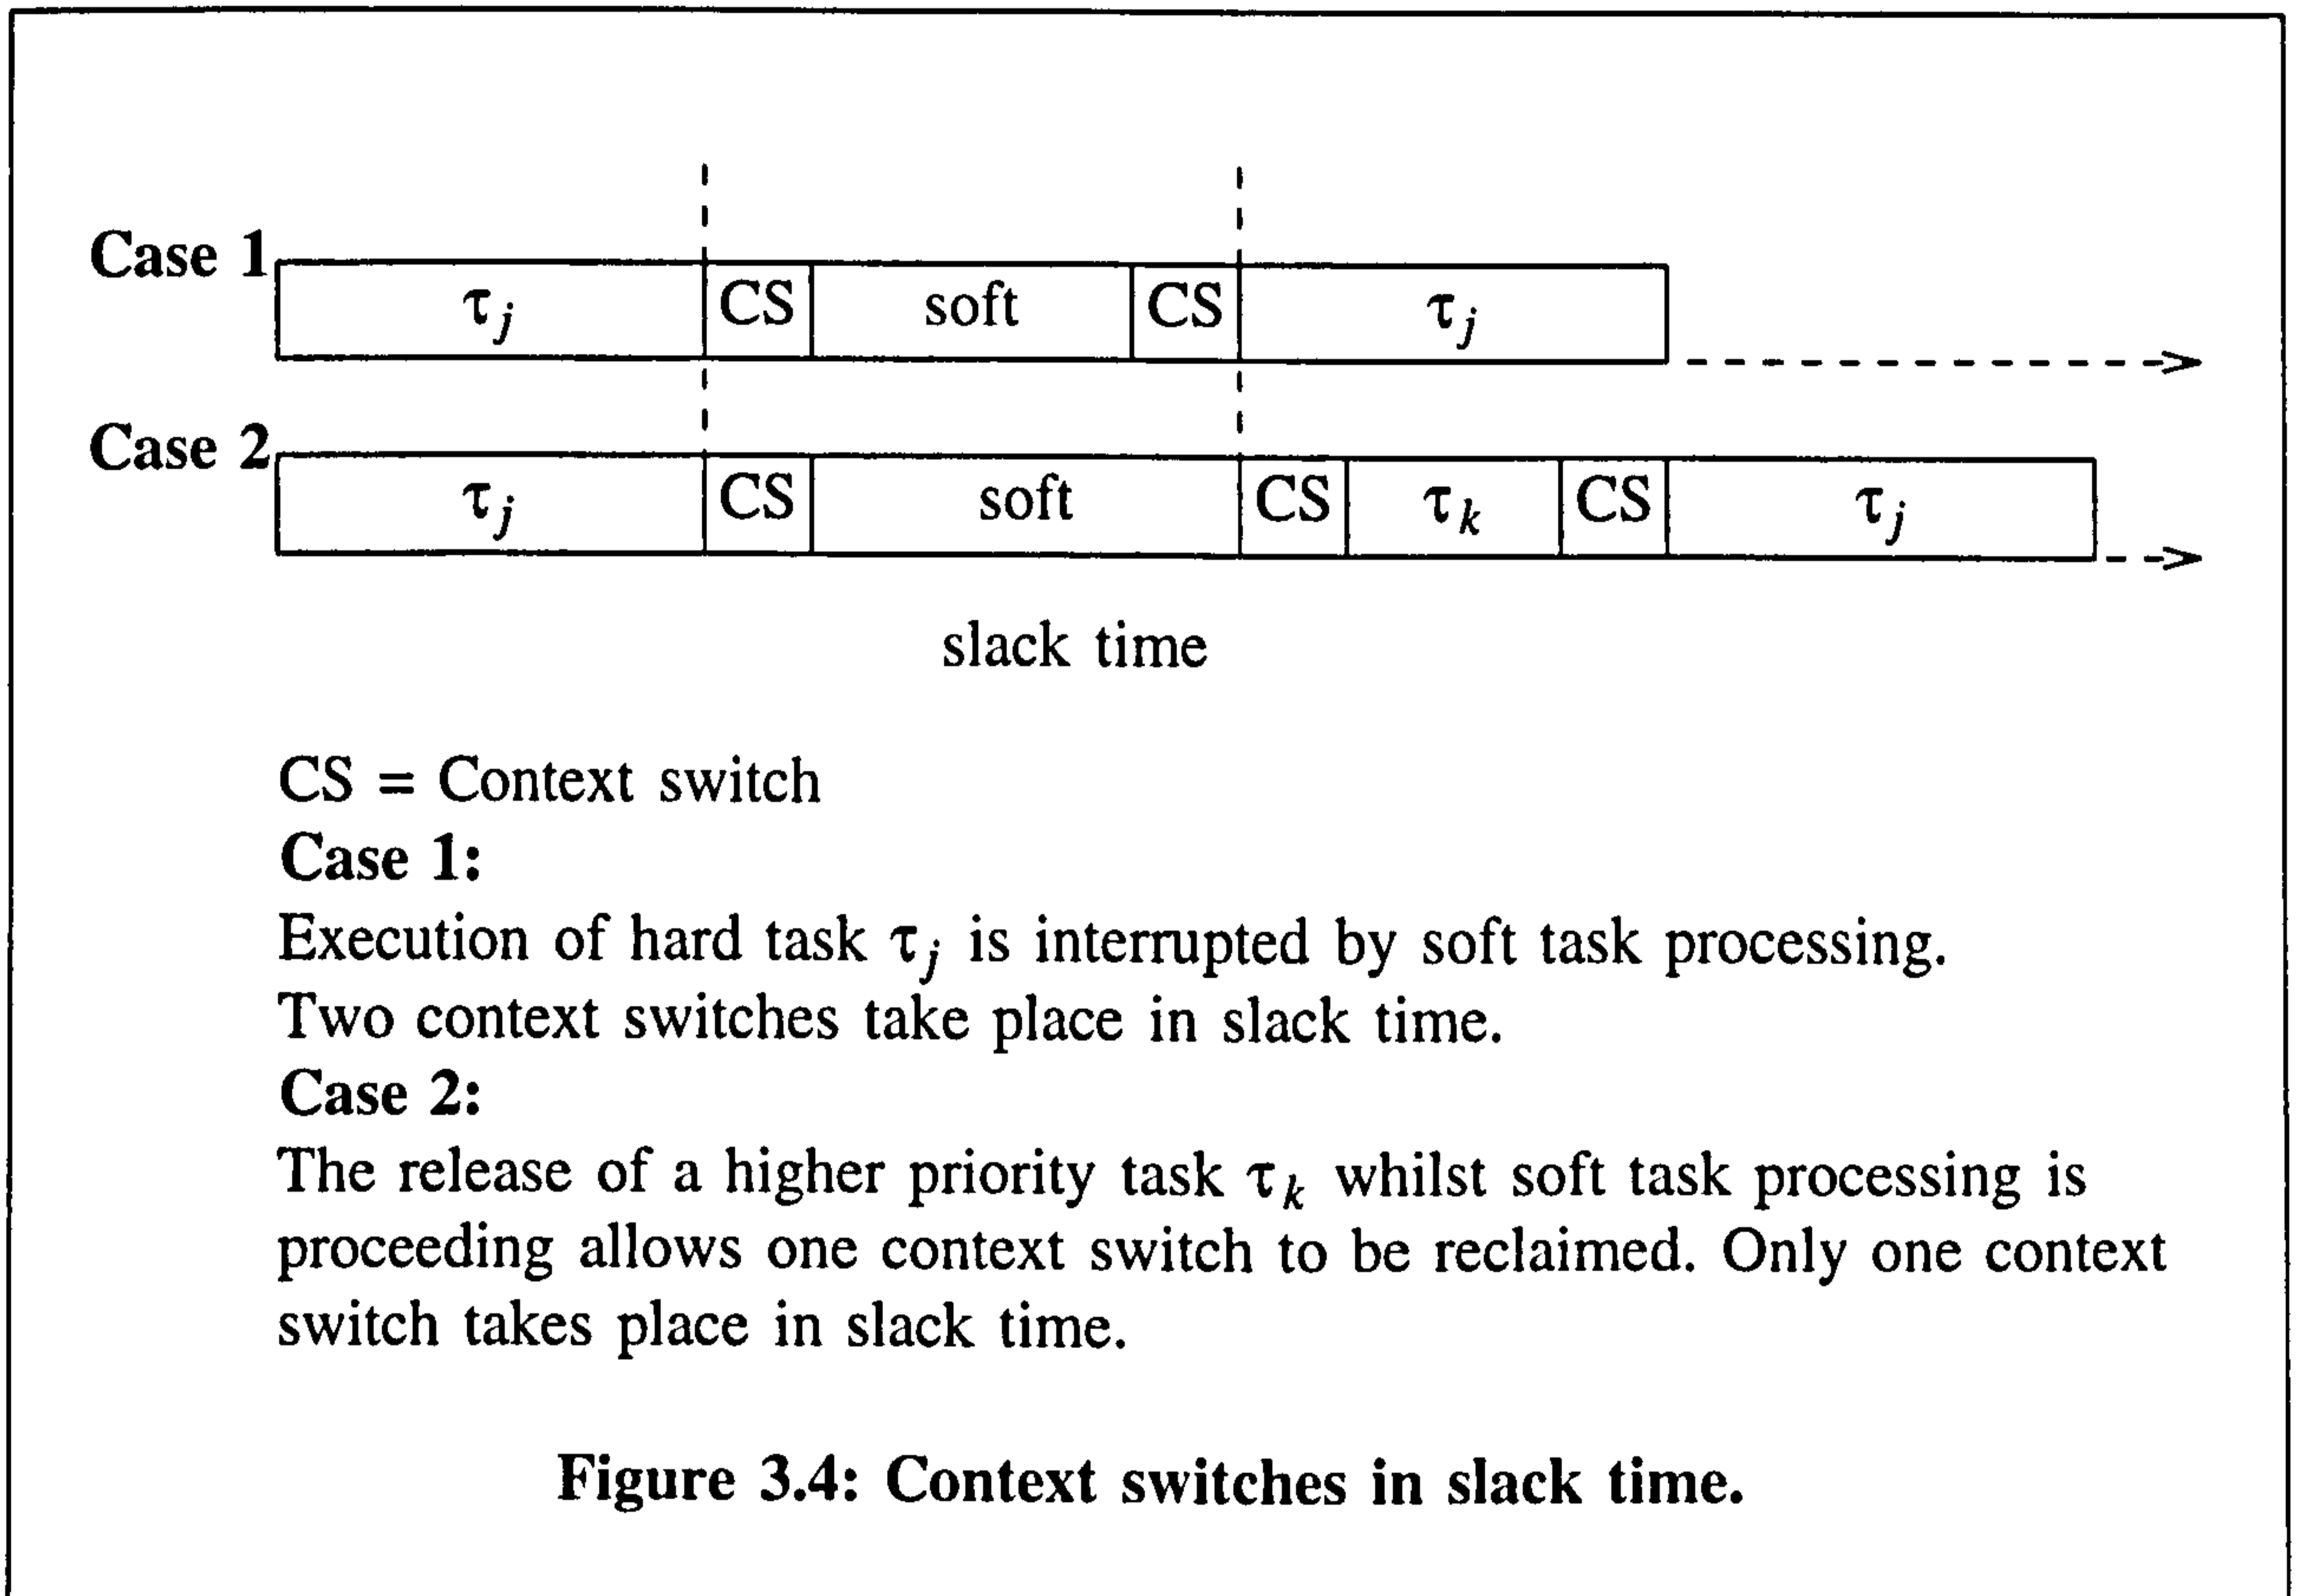 Case 1
τj CS soft CS τj
Case 2
τj CS soft CS τk CS τj
slack time
CS = Context switch
Case 1:
Execution of hard task τj is interrupted by soft task processing.
Two context switches take place in slack time.
Case 2:
The release of a higher priority task τk whilst soft task processing is
proceeding allows one context switch to be reclaimed. Only one context
switch takes place in slack time.
Figure 3.4: Context switches in slack time.